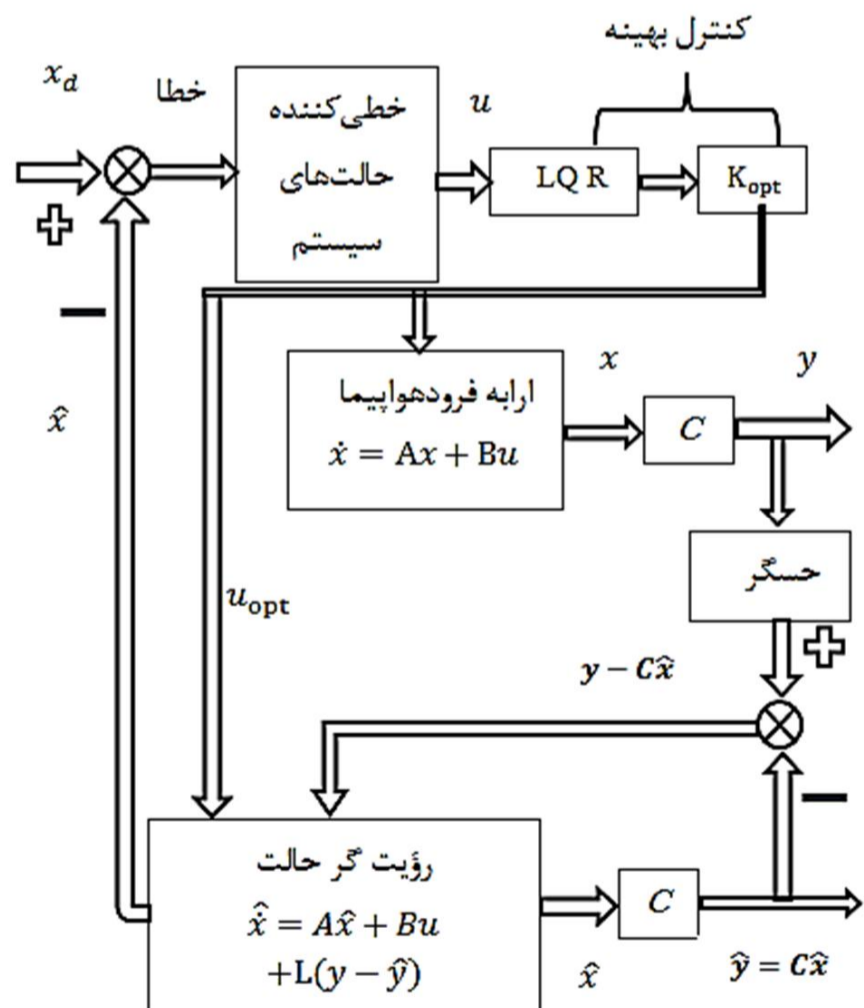 کنترل بهینه
x_d
خطا
خطی‌کننده
حالت‌های
سیستم
u
LQ R
K_opt
+
−
x̂
ارابه فرودهواپیما
ẋ = Ax + Bu
x
C
y
حسگر
u_opt
+
y − Cx̂
−
رؤیت گر حالت
x̂̇ = Ax̂ + Bu
+L(y − ŷ)
x̂
C
ŷ = Cx̂